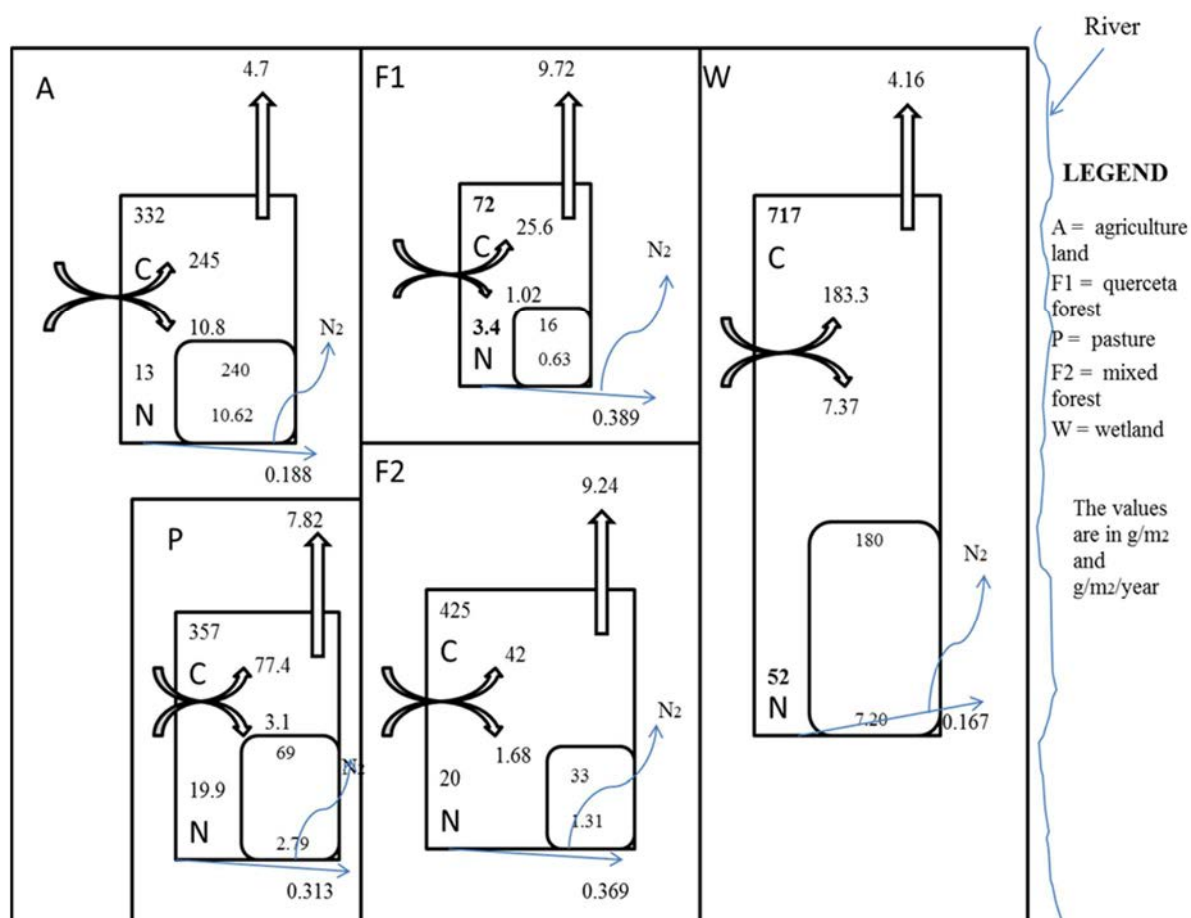 River
A
4.7
332
C
245
10.8
13
N
240
10.62
N2
0.188
F1
9.72
72
C
25.6
1.02
3.4
N
16
0.63
N2
0.389
W
4.16
717
C
183.3
7.37
180
52
N
7.20
N2
0.167
P
7.82
357
C
77.4
3.1
69
19.9
N
2.79
N2
0.313
F2
9.24
425
C
42
1.68
20
N
33
1.31
N2
0.369
LEGEND
A = agriculture
land
F1 = querceta
forest
P = pasture
F2 = mixed
forest
W = wetland
The values
are in g/m2
and
g/m2/year